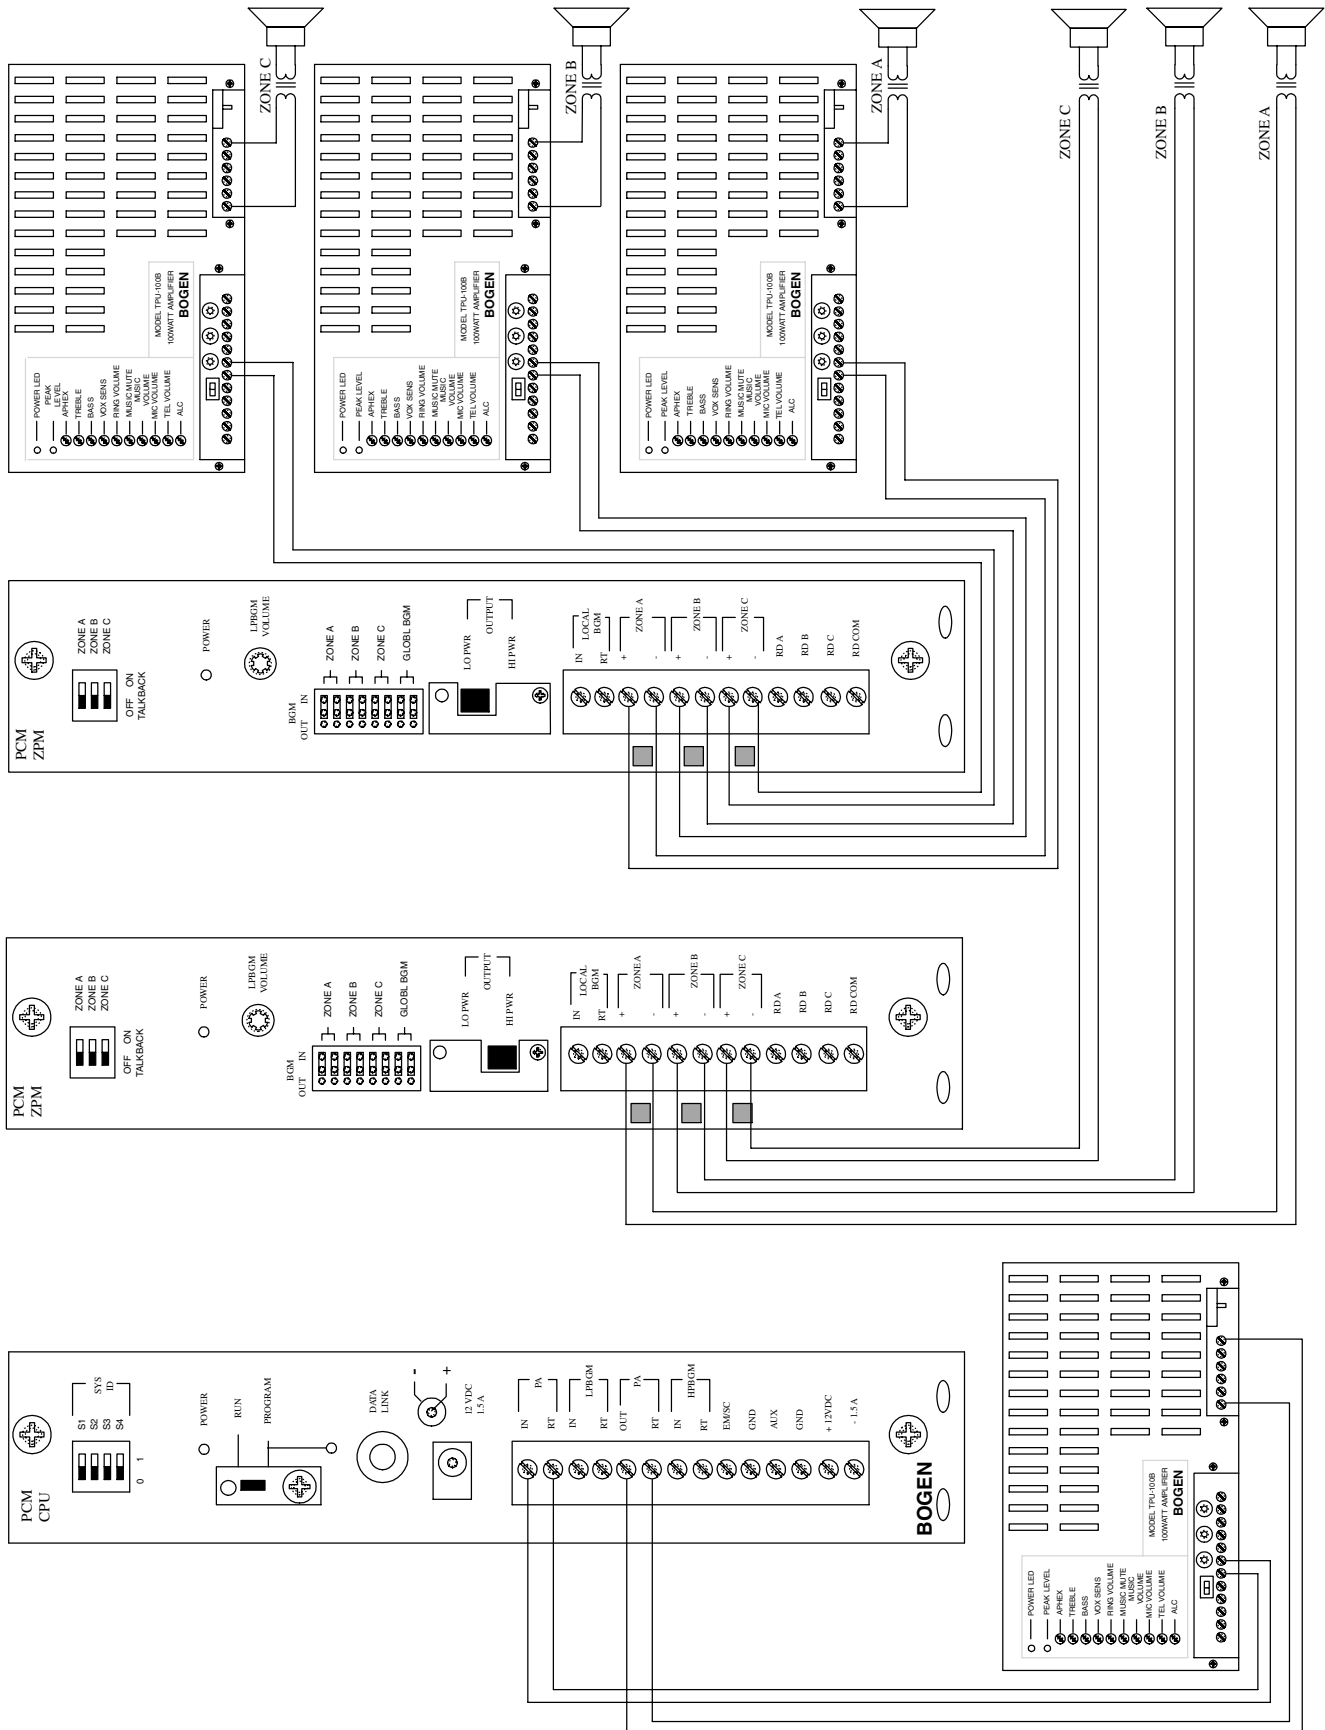 ZONE C
ZONE B
ZONE A
ZONE C
ZONE B
ZONE A
POWER LED
PEAK
LEVEL
APHEX
TREBLE
BASS
VOX SENS
RING VOLUME
MUSIC MUTE
MUSIC
VOLUME
MIC VOLUME
TEL VOLUME
ALC
MODEL TPU-100B
100WATT AMPLIFIER
BOGEN
POWER LED
PEAK LEVEL
APHEX
TREBLE
BASS
VOX SENS
RING VOLUME
MUSIC MUTE
MUSIC
VOLUME
MIC VOLUME
TEL VOLUME
ALC
MODEL TPU-100B
100WATT AMPLIFIER
BOGEN
POWER LED
PEAK LEVEL
APHEX
TREBLE
BASS
VOX SENS
RING VOLUME
MUSIC MUTE
MUSIC
VOLUME
MIC VOLUME
TEL VOLUME
ALC
MODEL TPU-100B
100WATT AMPLIFIER
BOGEN
PCM
ZPM
ZONE A
ZONE B
ZONE C
OFF ON
TALKBACK
POWER
LPBGM
VOLUME
BGM
OUT IN
ZONE A
ZONE B
ZONE C
GLOBL BGM
LO PWR
OUTPUT
HI PWR
IN
LOCAL
BGM
RT
+
ZONE A
-
+
ZONE B
-
+
ZONE C
-
RD A
RD B
RD C
RD COM
PCM
ZPM
ZONE A
ZONE B
ZONE C
OFF ON
TALKBACK
POWER
LPBGM
VOLUME
BGM
OUT IN
ZONE A
ZONE B
ZONE C
GLOBL BGM
LO PWR
OUTPUT
HI PWR
IN
LOCAL
BGM
RT
+
ZONE A
-
+
ZONE B
-
+
ZONE C
-
RD A
RD B
RD C
RD COM
PCM
CPU
S1
S2
S3
S4
SYS
ID
0 1
POWER
RUN
PROGRAM
DATA
LINK
- +
12 VDC
1.5 A
IN
PA
RT
IN
LPBGM
RT
OUT
PA
RT
IN
HPBGM
RT
EM/SC
GND
AUX
GND
+ 12VDC
- 1.5 A
BOGEN
POWER LED
PEAK LEVEL
APHEX
TREBLE
BASS
VOX SENS
RING VOLUME
MUSIC MUTE
MUSIC
VOLUME
MIC VOLUME
TEL VOLUME
ALC
MODEL TPU-100B
100WATT AMPLIFIER
BOGEN